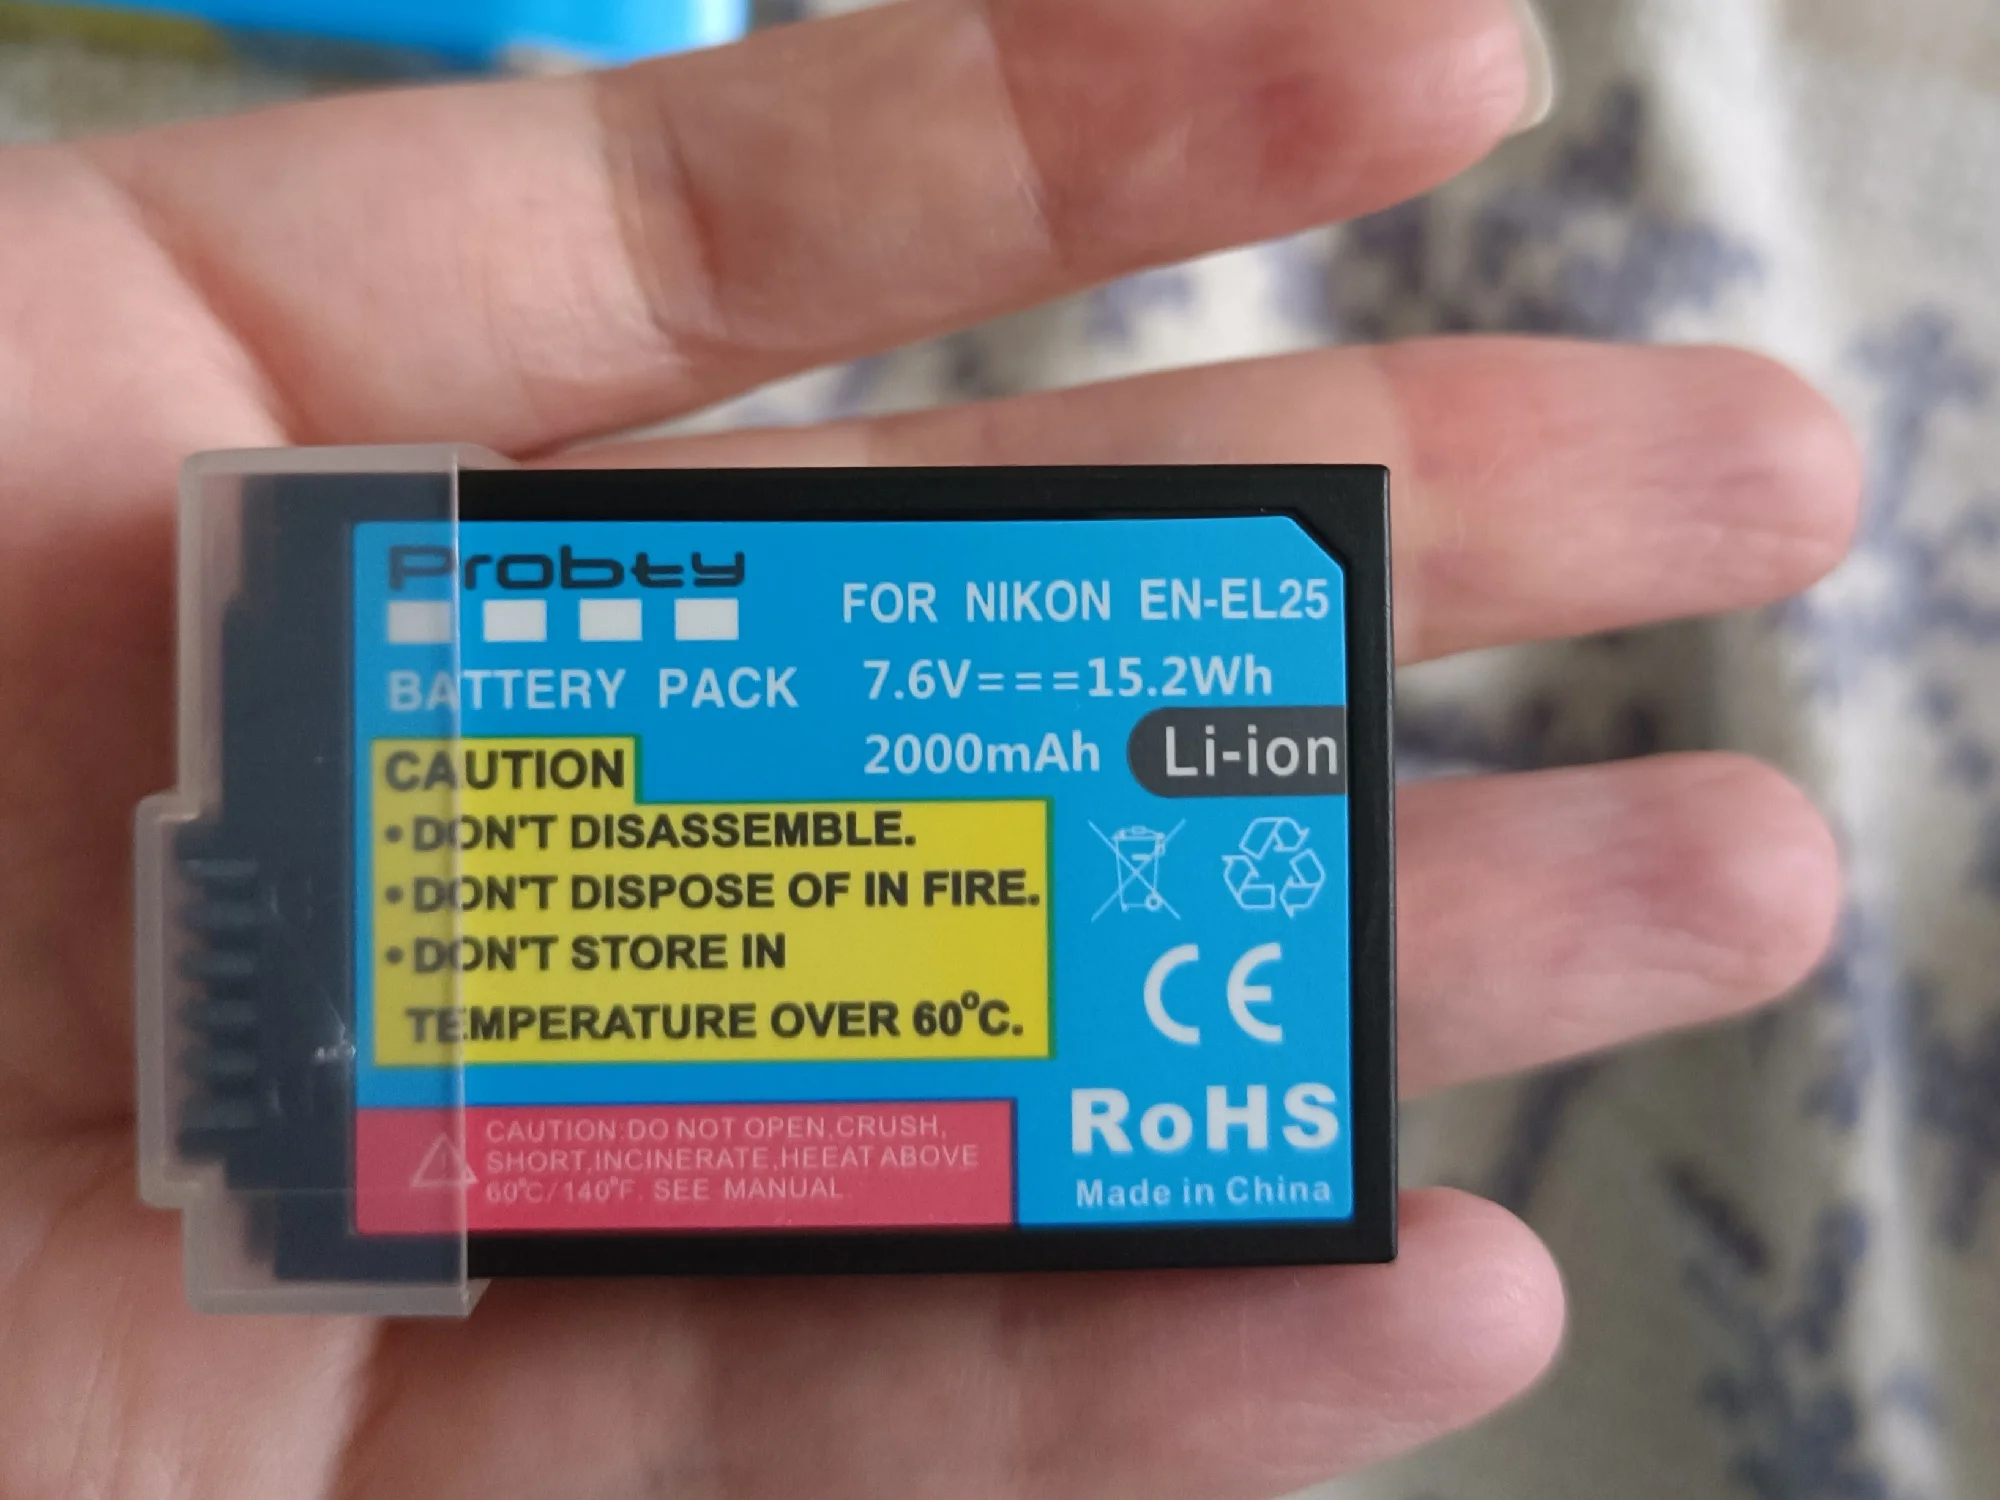 Probty
BATTERY PACK
FOR NIKON EN-EL25
7.6V===15.2Wh
2000mAh
Li-ion
CAUTION
•DON'T DISASSEMBLE.
•DON'T DISPOSE OF IN FIRE.
•DON'T STORE IN
TEMPERATURE OVER 60°C.
CAUTION:DO NOT OPEN,CRUSH,
SHORT,INCINERATE,HEEAT ABOVE
60°C/140°F. SEE MANUAL
CE
RoHS
Made in China